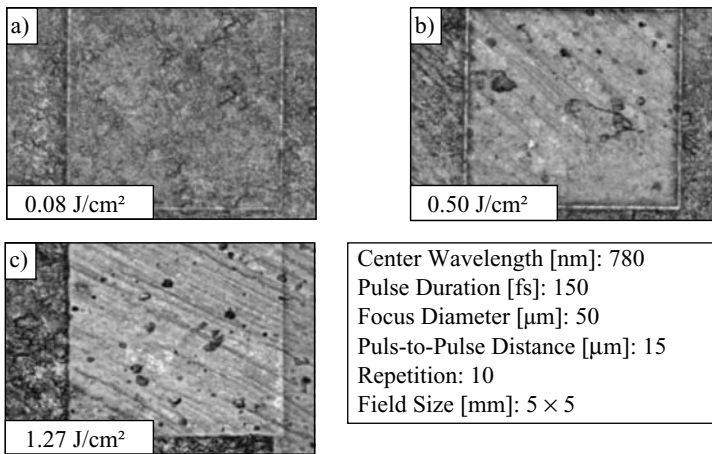 a)
0.08 J/cm²
b)
0.50 J/cm²
c)
1.27 J/cm²
Center Wavelength [nm]: 780
Pulse Duration [fs]: 150
Focus Diameter [µm]: 50
Puls-to-Pulse Distance [µm]: 15
Repetition: 10
Field Size [mm]: 5 × 5